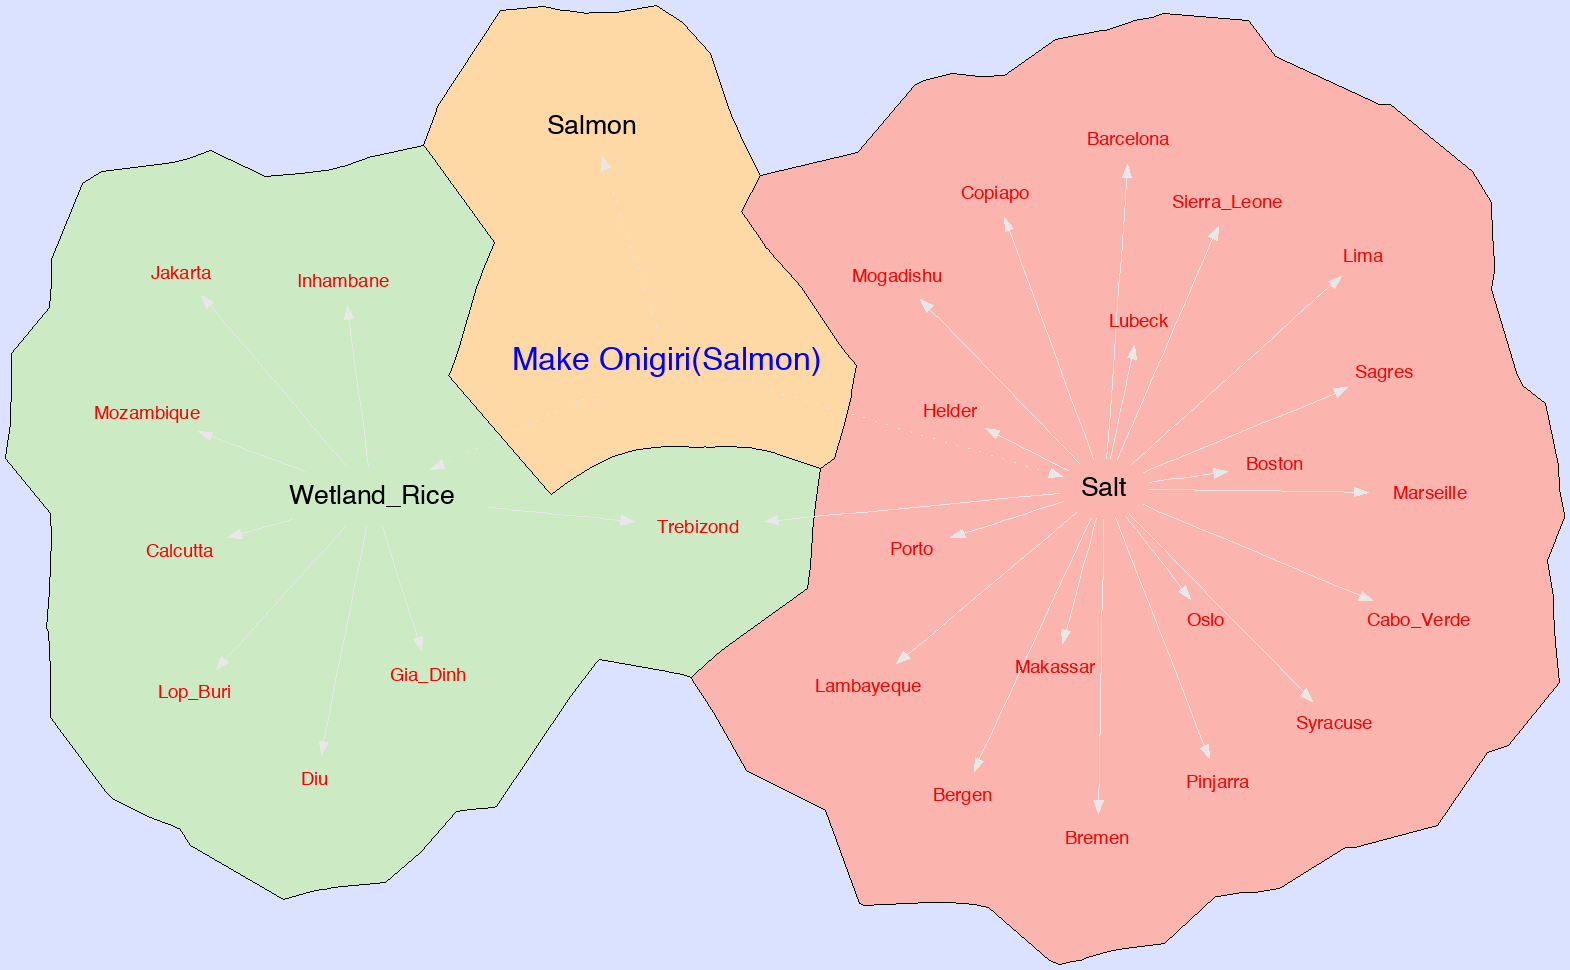 Salmon
Barcelona
Copiapo
Sierra_Leone
Lima
Jakarta
Inhambane
Mogadishu
Lubeck
Make Onigiri(Salmon)
Sagres
Mozambique
Helder
Boston
Wetland_Rice
Salt
Marseille
Trebizond
Calcutta
Porto
Oslo
Cabo_Verde
Gia_Dinh
Makassar
Lop_Buri
Lambayeque
Syracuse
Diu
Pinjarra
Bergen
Bremen